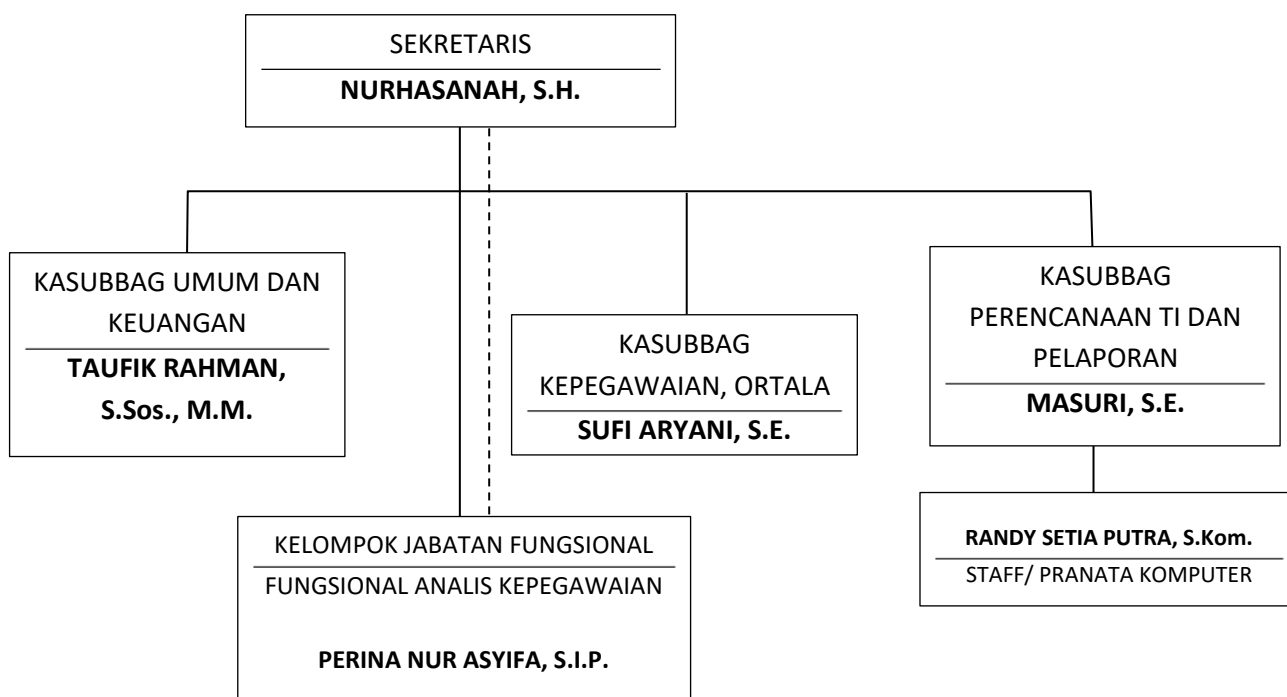 SEKRETARIS
NURHASANAH, S.H.
KASUBBAG UMUM DAN
KEUANGAN
TAUFIK RAHMAN,
S.Sos., M.M.
KASUBBAG
KEPEGAWAIAN, ORTALA
SUFI ARYANI, S.E.
KASUBBAG
PERENCANAAN TI DAN
PELAPORAN
MASURI, S.E.
KELOMPOK JABATAN FUNGSIONAL
FUNGSIONAL ANALIS KEPEGAWAIAN
PERINA NUR ASYIFA, S.I.P.
RANDY SETIA PUTRA, S.Kom.
STAFF/ PRANATA KOMPUTER